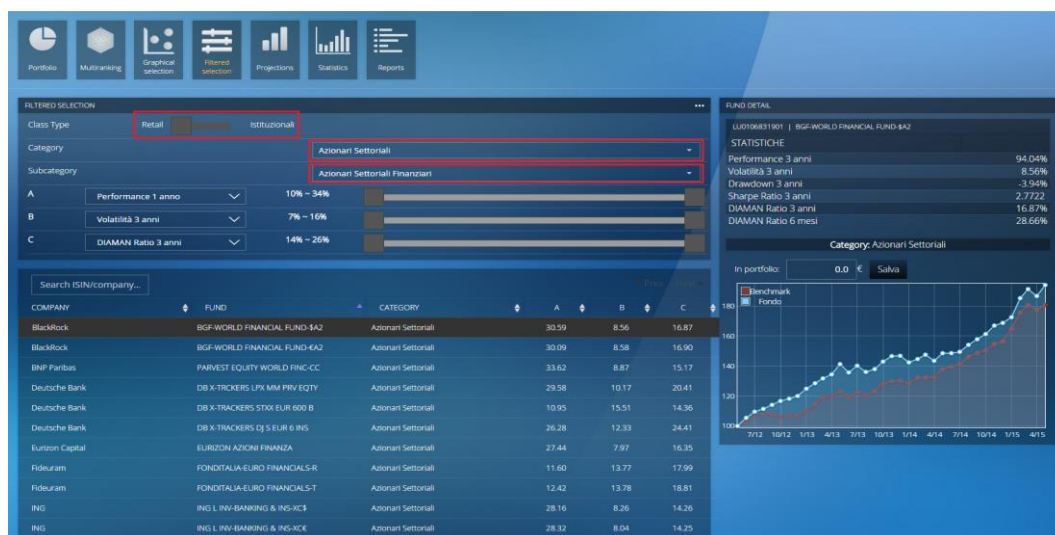 Portfolio
Multiranking
Graphical
selection
Filtered
selection
Projections
Statistics
Reports
FILTERED SELECTION
Class Type Retail Istituzionali
Category Azionari Settoriali
Subcategory Azionari Settoriali Finanziari
A Performance 1 anno 10% ~ 34%
B Volatilità 3 anni 7% ~ 16%
C DIAMAN Ratio 3 anni 14% ~ 26%
Search ISIN/company...
COMPANY FUND CATEGORY A B C
BlackRock BGF-WORLD FINANCIAL FUND-$A2 Azionari Settoriali 30.59 8.56 16.87
BlackRock BGF-WORLD FINANCIAL FUND-€A2 Azionari Settoriali 30.09 8.58 16.90
BNP Paribas PARVEST EQUITY WORLD FINC-CC Azionari Settoriali 33.62 8.87 15.17
Deutsche Bank DB X-TRCKERS LPX MM PRV EQTY Azionari Settoriali 29.58 10.17 20.41
Deutsche Bank DB X-TRACKERS STXX EUR 600 B Azionari Settoriali 10.95 15.51 14.36
Deutsche Bank DB X-TRACKERS DJ S EUR 6 INS Azionari Settoriali 26.28 12.33 24.41
Eurizon Capital EURIZON AZIONI FINANZA Azionari Settoriali 27.44 7.97 16.35
Fideuram FONDITALIA-EURO FINANCIALS-R Azionari Settoriali 11.60 13.77 17.99
Fideuram FONDITALIA-EURO FINANCIALS-T Azionari Settoriali 12.42 13.78 18.81
ING ING L INV-BANKING & INS-XC$ Azionari Settoriali 28.16 8.26 14.26
ING ING L INV-BANKING & INS-XC€ Azionari Settoriali 28.32 8.04 14.25
FUND DETAIL
LU0106831901 | BGF-WORLD FINANCIAL FUND-$A2
STATISTICHE
Performance 3 anni 94.04%
Volatilità 3 anni 8.56%
Drawdown 3 anni -3.94%
Sharpe Ratio 3 anni 2.7722
DIAMAN Ratio 3 anni 16.87%
DIAMAN Ratio 6 mesi 28.66%
Category: Azionari Settoriali
In portfolio: 0.0 € Salva
Benchmark
Fondo
180
160
140
120
100
7/12 10/12 1/13 4/13 7/13 10/13 1/14 4/14 7/14 10/14 1/15 4/15